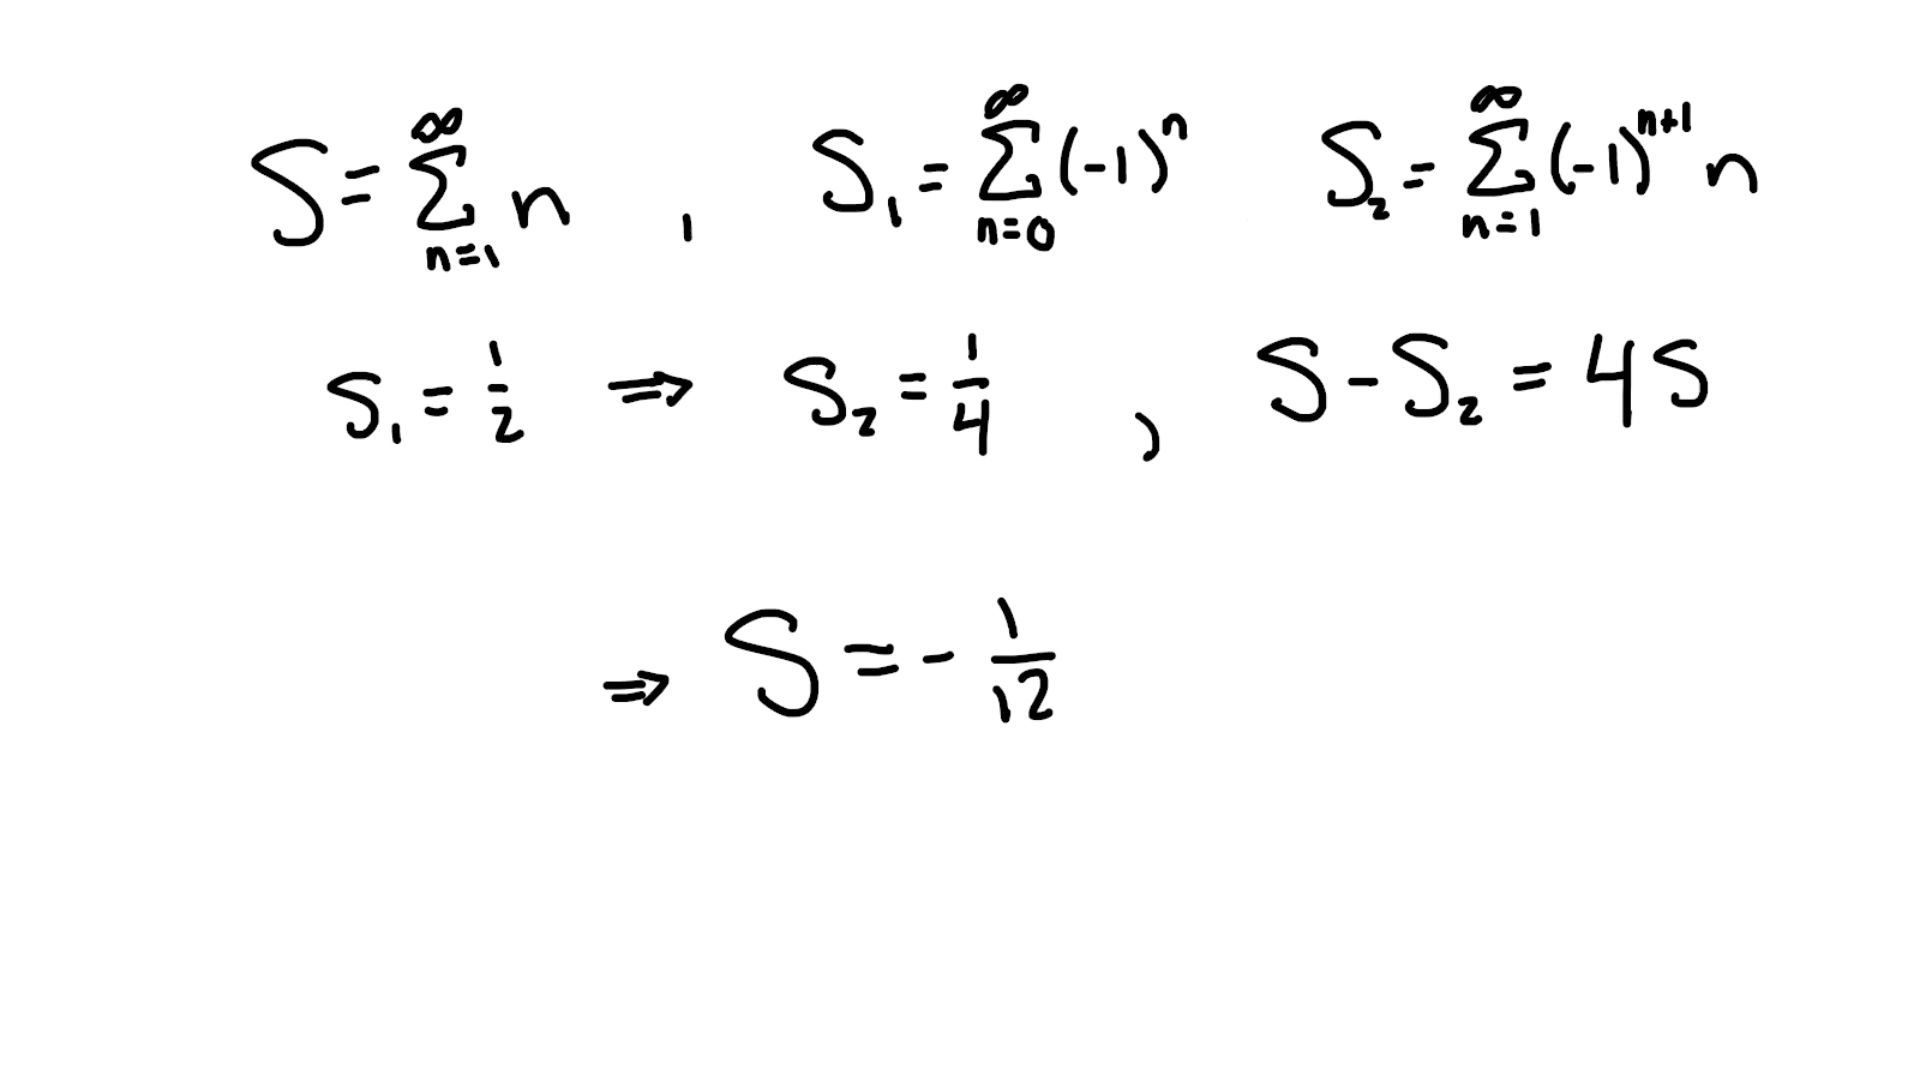 S = ∞∑n=1 n , S₁ = ∞∑n=0 (-1)ⁿ S₂ = ∞∑n=1 (-1)ⁿ⁺¹ n
S₁ = 1/2 ⇒ S₂ = 1/4 , S - S₂ = 4S
⇒ S = - 1/12